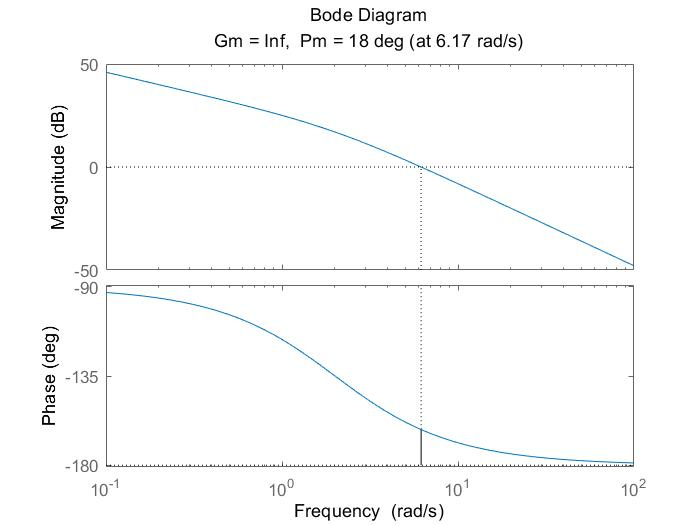 Bode Diagram
Gm = Inf,  Pm = 18 deg (at 6.17 rad/s)
50
0
-50
Magnitude (dB)
-90
-135
-180
Phase (deg)
10^-1 10^0 10^1 10^2
Frequency  (rad/s)